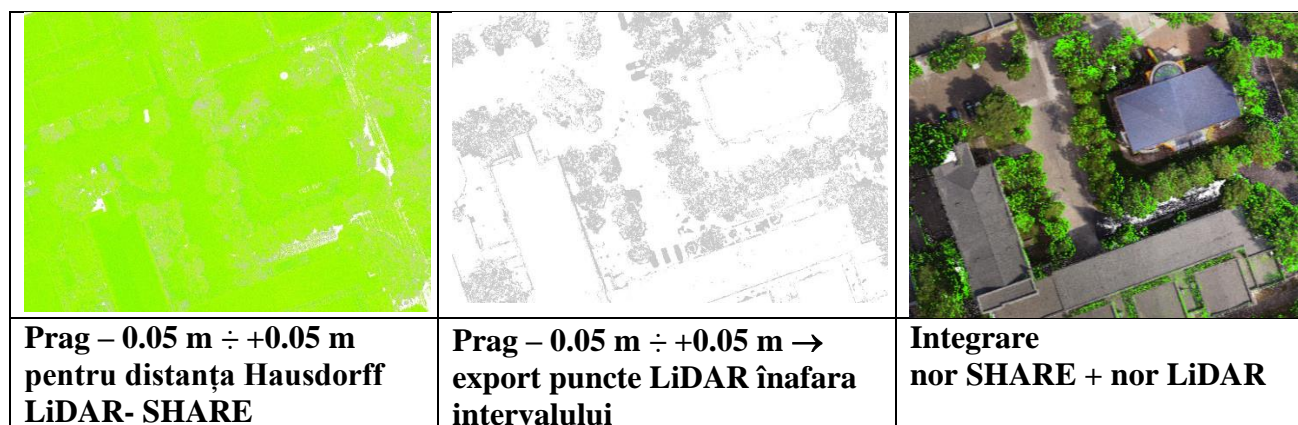 Prag – 0.05 m ÷ +0.05 m
pentru distanța Hausdorff
LiDAR- SHARE
Prag – 0.05 m ÷ +0.05 m →
export puncte LiDAR înafara
intervalului
Integrare
nor SHARE + nor LiDAR